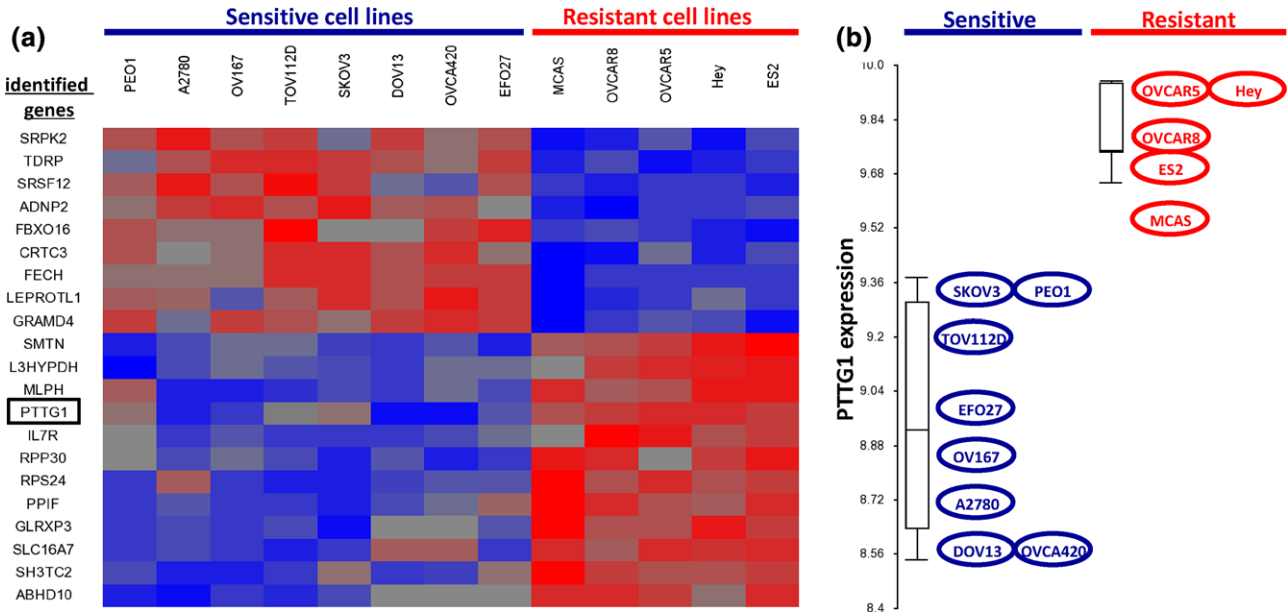 (a)
Sensitive cell lines Resistant cell lines
identified genes
PEO1 A2780 OV167 TOV112D SKOV3 DOV13 OVCA420 EFO27 MCAS OVCAR8 OVCAR5 Hey ES2
SRPK2
TDRP
SRSF12
ADNP2
FBXO16
CRTC3
FECH
LEPROTL1
GRAMD4
SMTN
L3HYPDH
MLPH
PTTG1
IL7R
RPP30
RPS24
PPIF
GLRXP3
SLC16A7
SH3TC2
ABHD10
(b)
Sensitive Resistant
PTTG1 expression
10.0
9.84
9.68
9.52
9.36
9.2
9.04
8.88
8.72
8.56
8.4
OVCAR5 Hey
OVCAR8
ES2
MCAS
SKOV3 PEO1
TOV112D
EFO27
OV167
A2780
DOV13 OVCA420